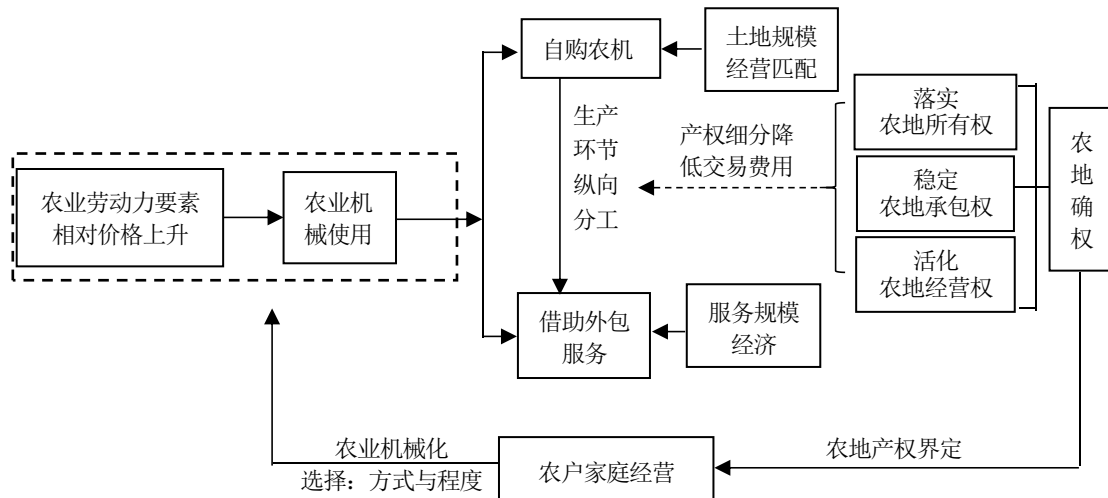 自购农机
土地规模
经营匹配
落实
农地所有权
生产
环节
纵向
分工
产权细分降
低交易费用
农
地
确
权
农业劳动力要素
相对价格上升
农业机
械使用
稳定
农地承包权
活化
农地经营权
借助外包
服务
服务规模
经济
农业机械化
选择：方式与程度
农户家庭经营
农地产权界定